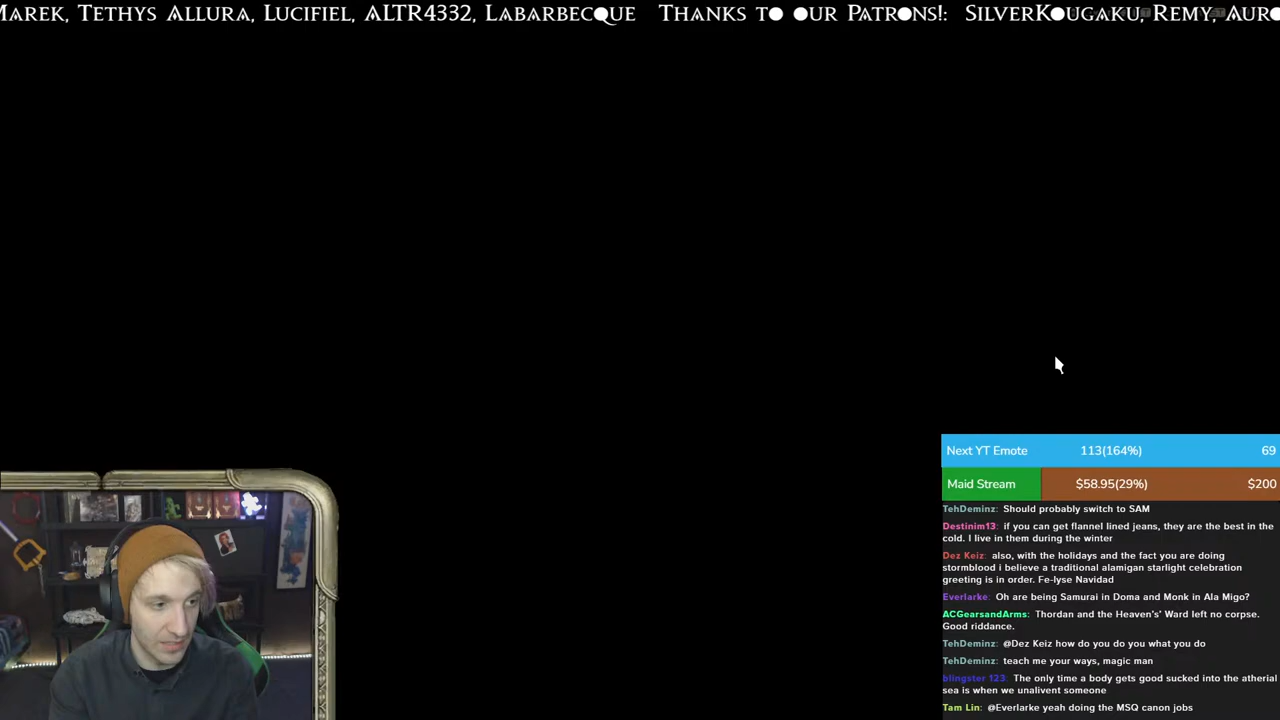 Marek, Tethys Allura, Lucifiel, ALTR4332, Labarbecque Thanks to our Patrons!: SilverKougaku, Remy, Auro
Next YT Emote 113(164%) 69
Maid Stream $58.95(29%) $200
TehDeminz: Should probably switch to SAM
Destinim13: if you can get flannel lined jeans, they are the best in the
cold. I live in them during the winter
Dez Keiz: also, with the holidays and the fact you are doing
stormblood i believe a traditional alamigan starlight celebration
greeting is in order. Fe-lyse Navidad
Everlarke: Oh are being Samurai in Doma and Monk in Ala Migo?
ACGearsandArms: Thordan and the Heaven's' Ward left no corpse.
Good riddance.
TehDeminz: @Dez Keiz how do you do you what you do
TehDeminz: teach me your ways, magic man
blingster 123: The only time a body gets good sucked into the atherial
sea is when we unalivent someone
Tam Lin: @Everlarke yeah doing the MSQ canon jobs